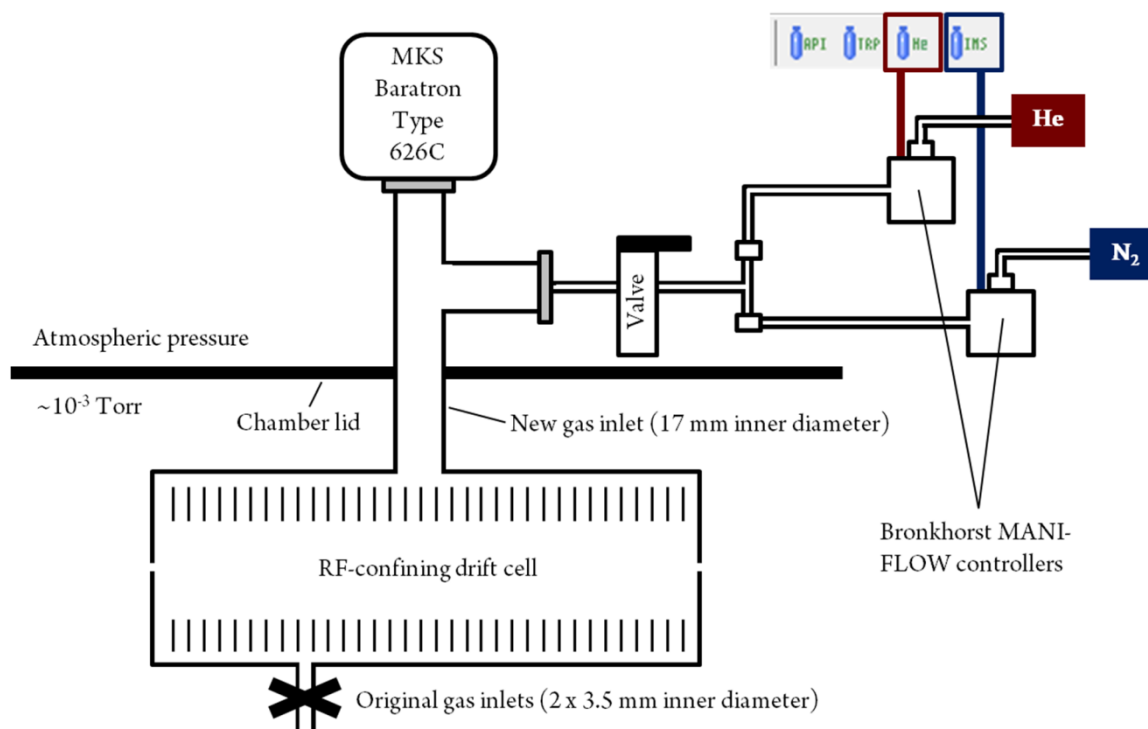 MKS
Baratron
Type
626C
API TRP He IMS
He
N₂
Valve
Atmospheric pressure
~10⁻³ Torr
Chamber lid
New gas inlet (17 mm inner diameter)
Bronkhorst MANI-
FLOW controllers
RF-confining drift cell
Original gas inlets (2 x 3.5 mm inner diameter)